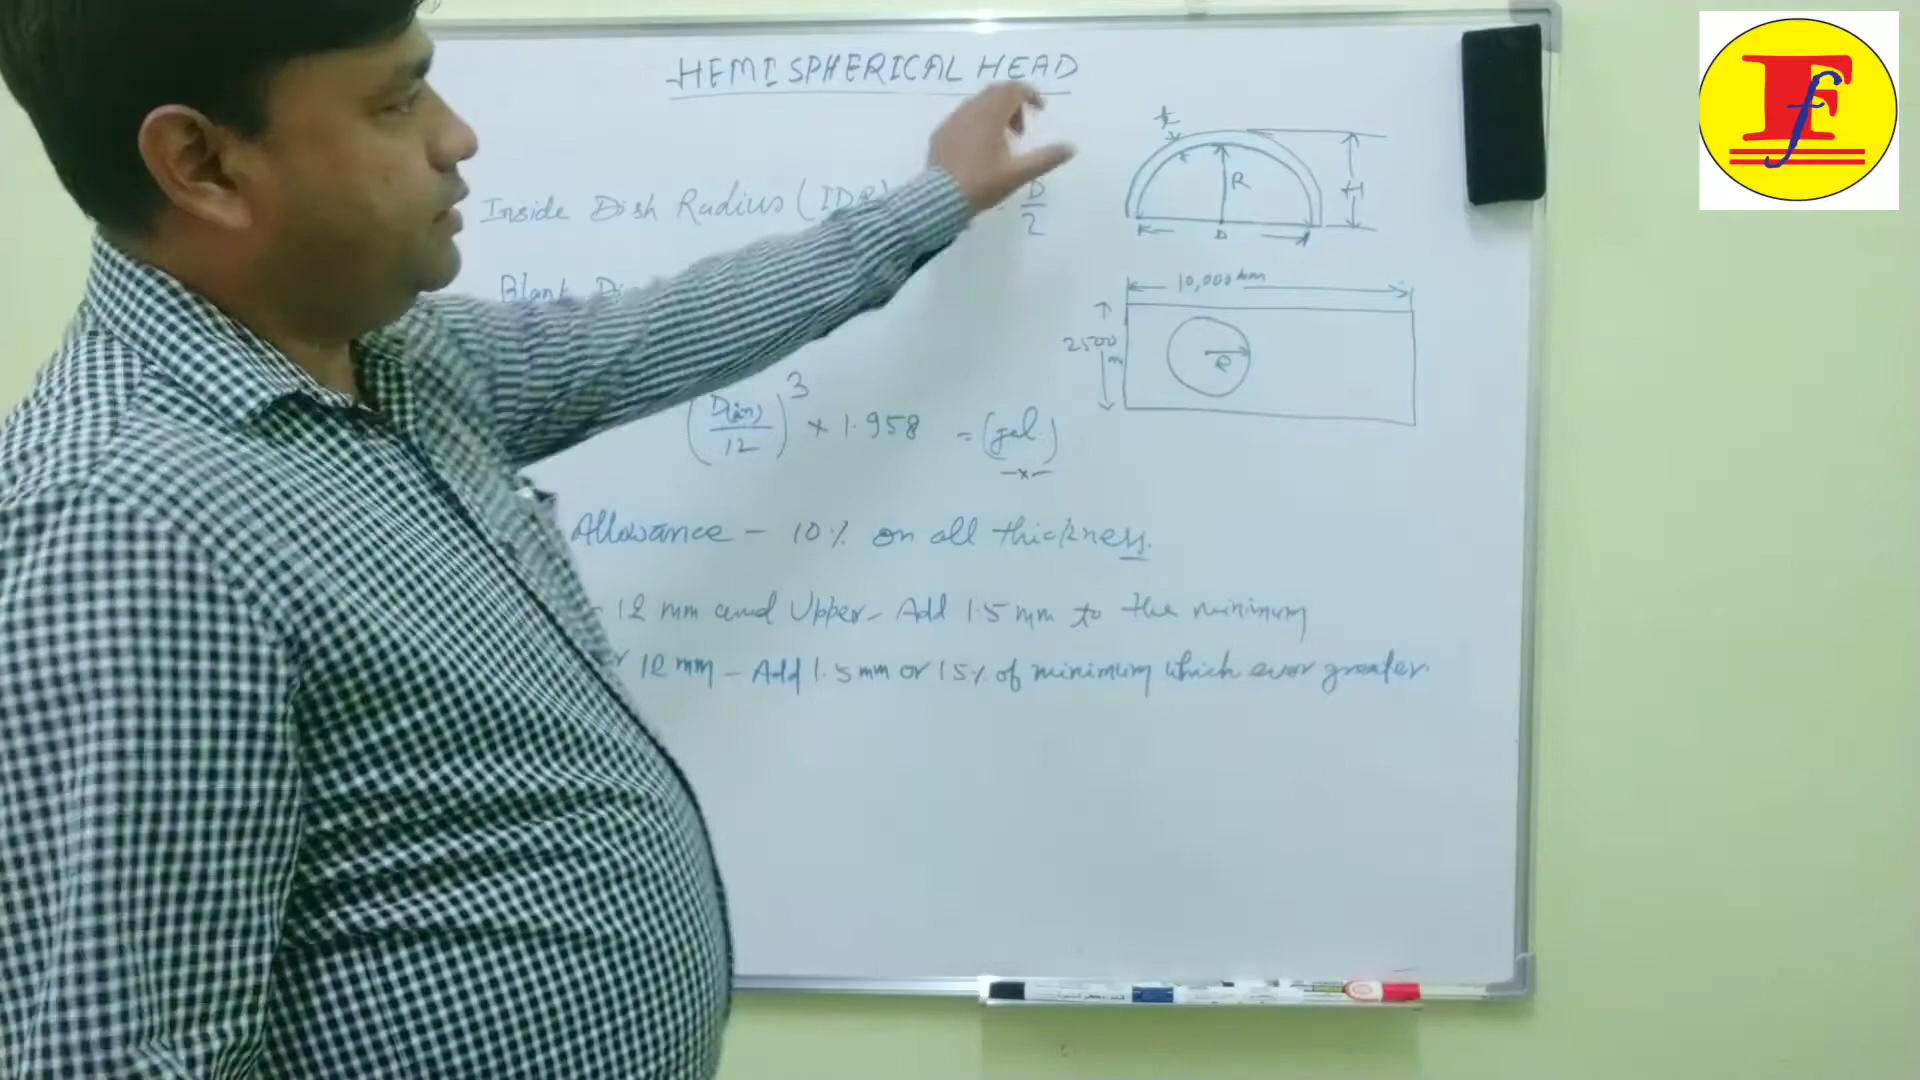 HEMISPHERICAL HEAD
t
R
H
D
Inside Dish Radius (IDR) D/2
Blank
10,000 mm
2500 m
R
(D(in)/12)³ × 1.958 = (gal.)
Allowance - 10% on all thickness.
12 mm and Upper - Add 1.5 mm to the minimum
12 mm - Add 1.5 mm or 15% of minimum which ever greater.
F
f